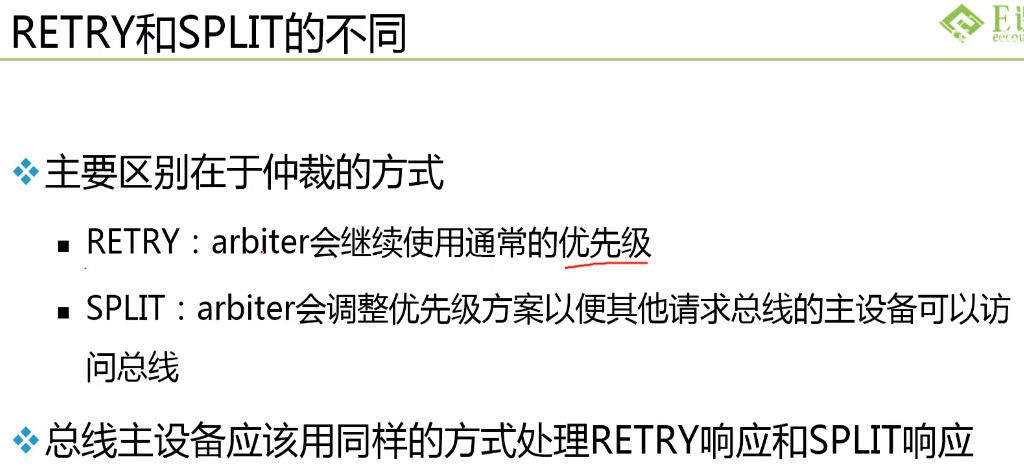 RETRY和SPLIT的不同
主要区别在于仲裁的方式
RETRY：arbiter会继续使用通常的优先级
SPLIT：arbiter会调整优先级方案以便其他请求总线的主设备可以访
问总线
总线主设备应该用同样的方式处理RETRY响应和SPLIT响应